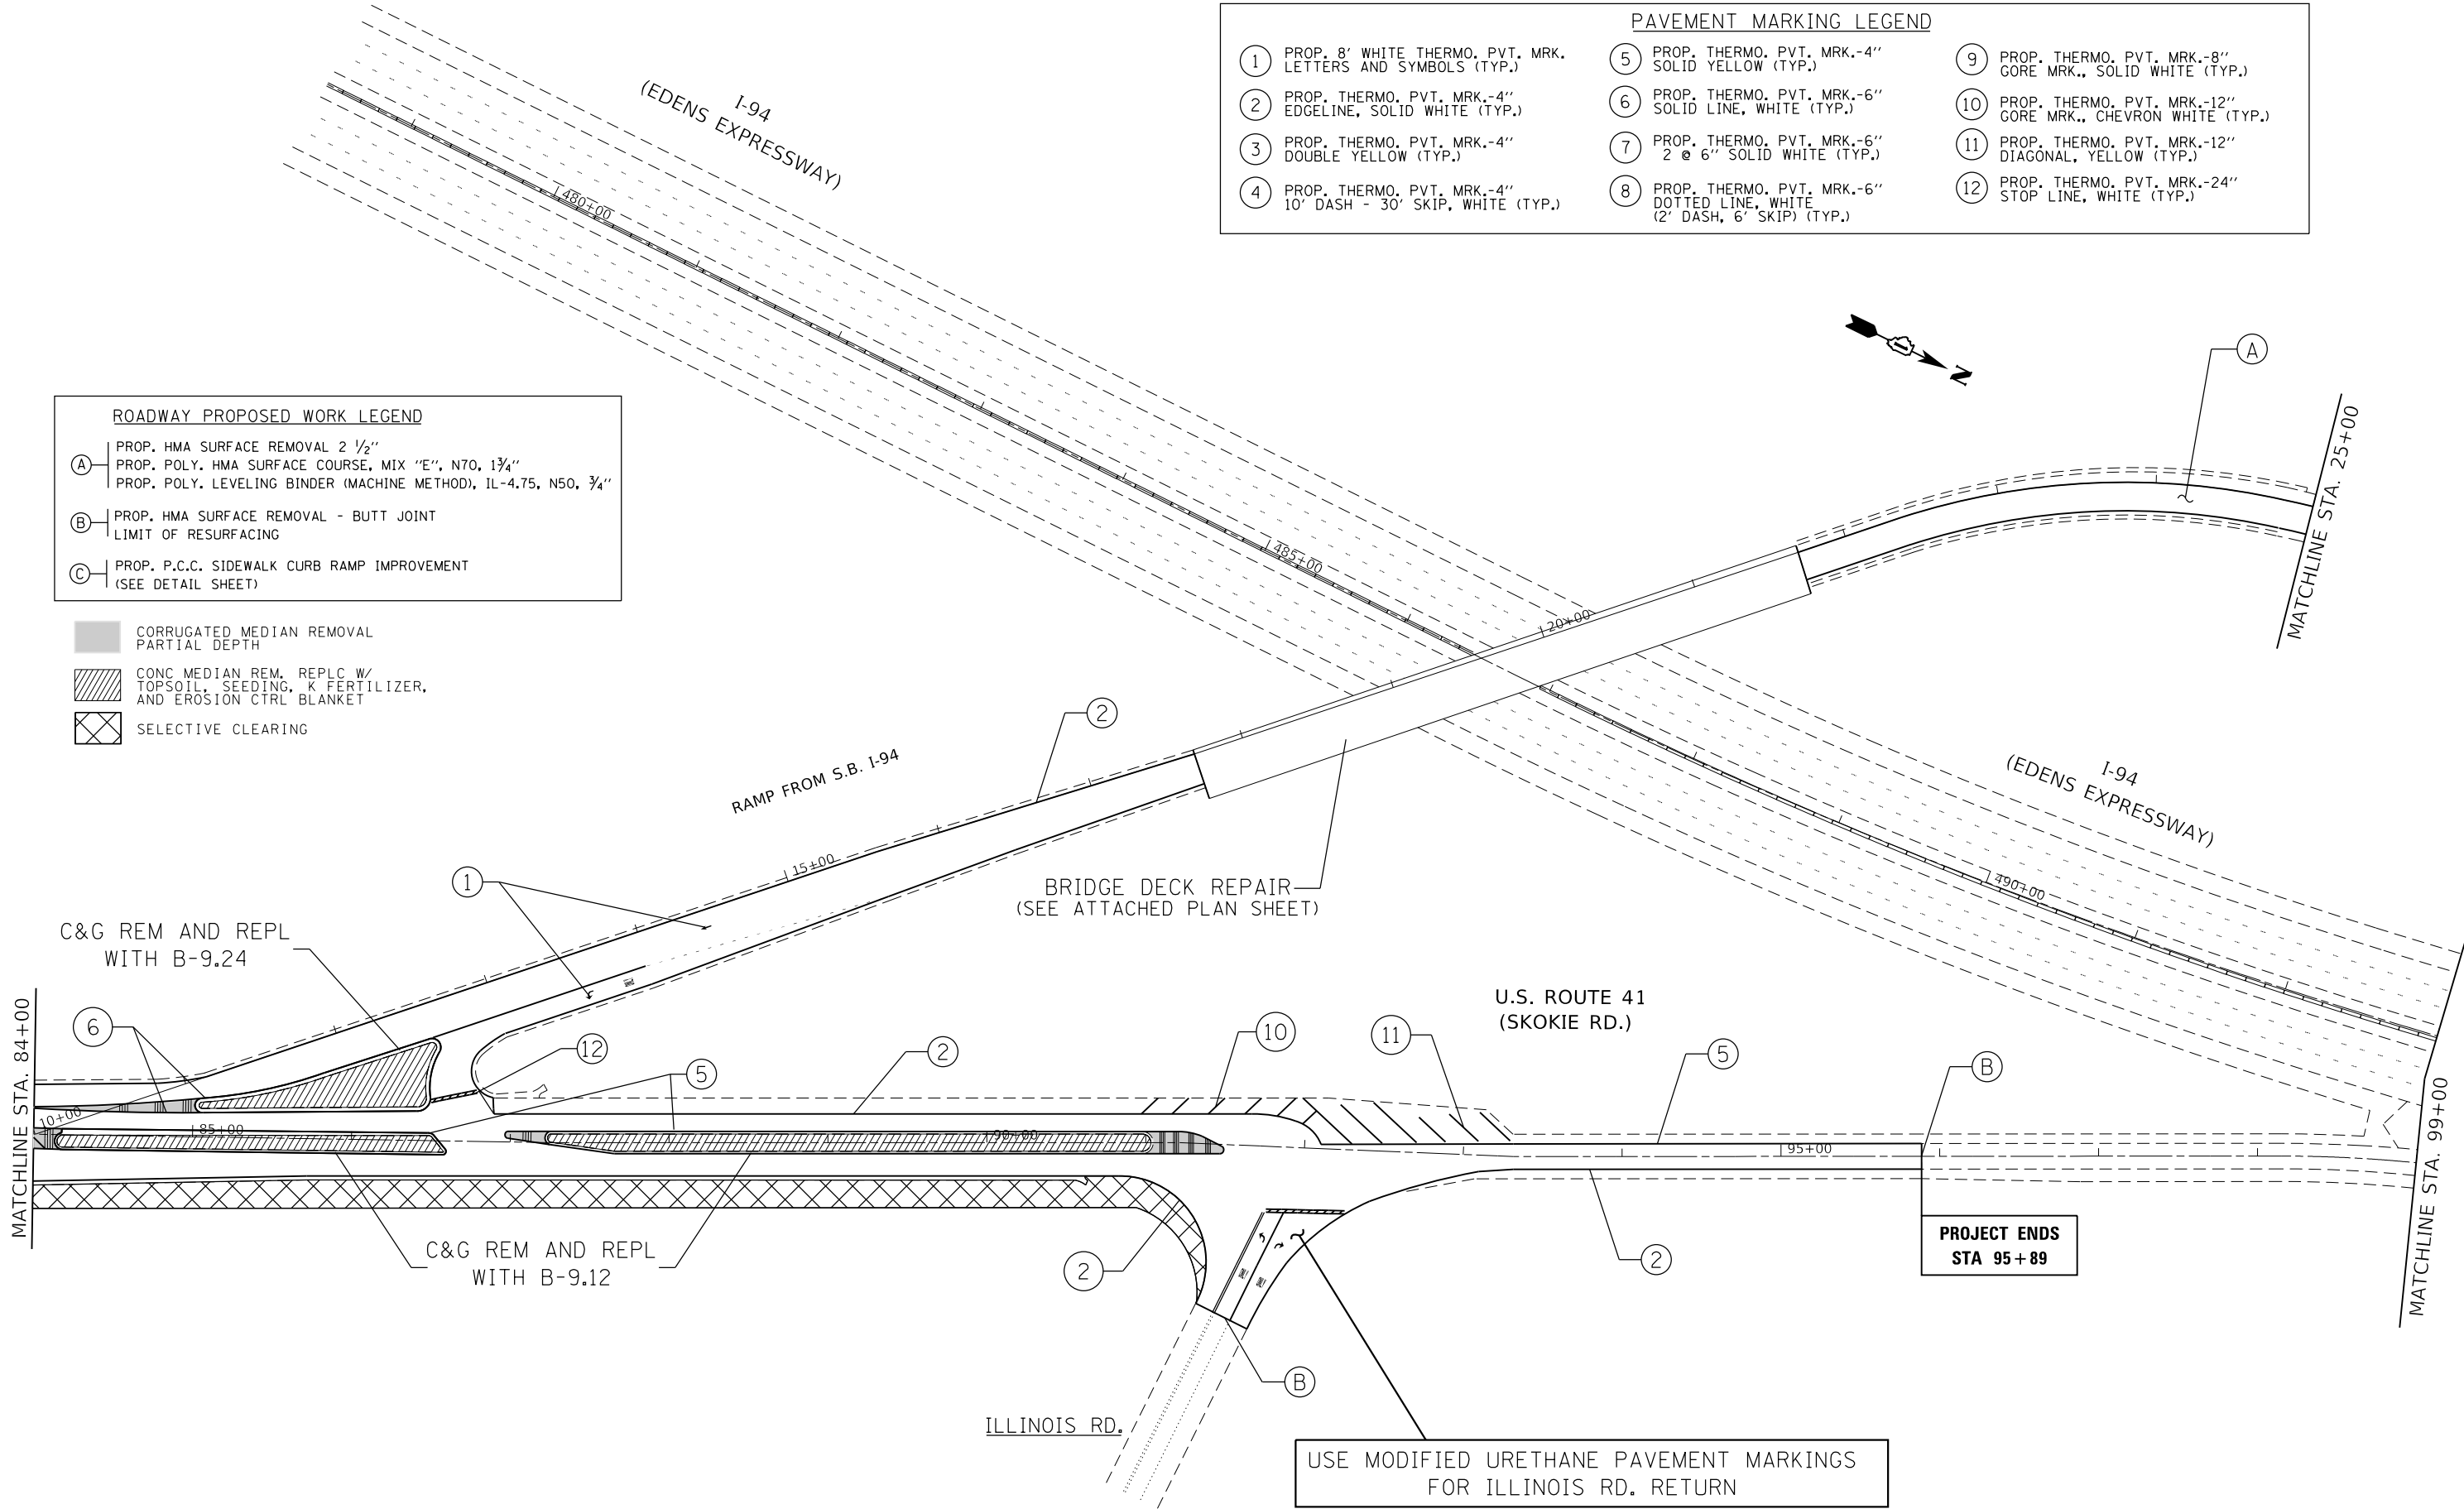 PAVEMENT MARKING LEGEND
1 PROP. 8' WHITE THERMO. PVT. MRK.
LETTERS AND SYMBOLS (TYP.)
2 PROP. THERMO. PVT. MRK.-4"
EDGELINE, SOLID WHITE (TYP.)
3 PROP. THERMO. PVT. MRK.-4"
DOUBLE YELLOW (TYP.)
4 PROP. THERMO. PVT. MRK.-4"
10' DASH - 30' SKIP, WHITE (TYP.)
5 PROP. THERMO. PVT. MRK.-4"
SOLID YELLOW (TYP.)
6 PROP. THERMO. PVT. MRK.-6"
SOLID LINE, WHITE (TYP.)
7 PROP. THERMO. PVT. MRK.-6"
2 @ 6" SOLID WHITE (TYP.)
8 PROP. THERMO. PVT. MRK.-6"
DOTTED LINE, WHITE
(2' DASH, 6' SKIP) (TYP.)
9 PROP. THERMO. PVT. MRK.-8"
GORE MRK., SOLID WHITE (TYP.)
10 PROP. THERMO. PVT. MRK.-12"
GORE MRK., CHEVRON WHITE (TYP.)
11 PROP. THERMO. PVT. MRK.-12"
DIAGONAL, YELLOW (TYP.)
12 PROP. THERMO. PVT. MRK.-24"
STOP LINE, WHITE (TYP.)
I-94
(EDENS EXPRESSWAY)
480+00
N
A
MATCHLINE STA. 25+00
ROADWAY PROPOSED WORK LEGEND
A PROP. HMA SURFACE REMOVAL 2 ½"
PROP. POLY. HMA SURFACE COURSE, MIX "E", N70, 1¾"
PROP. POLY. LEVELING BINDER (MACHINE METHOD), IL-4.75, N50, ¾"
B PROP. HMA SURFACE REMOVAL - BUTT JOINT
LIMIT OF RESURFACING
C PROP. P.C.C. SIDEWALK CURB RAMP IMPROVEMENT
(SEE DETAIL SHEET)
CORRUGATED MEDIAN REMOVAL
PARTIAL DEPTH
CONC MEDIAN REM. REPLC W/
TOPSOIL, SEEDING, K FERTILIZER,
AND EROSION CTRL BLANKET
SELECTIVE CLEARING
485+00
20+00
2
RAMP FROM S.B. I-94
I-94
(EDENS EXPRESSWAY)
15+00
1
BRIDGE DECK REPAIR
(SEE ATTACHED PLAN SHEET)
490+00
C&G REM AND REPL
WITH B-9.24
U.S. ROUTE 41
(SKOKIE RD.)
MATCHLINE STA. 84+00
6
12
5
2
10
11
5
B
10+00
85+00
90+00
95+00
MATCHLINE STA. 99+00
PROJECT ENDS
STA 95+89
C&G REM AND REPL
WITH B-9.12
2
2
B
ILLINOIS RD.
USE MODIFIED URETHANE PAVEMENT MARKINGS
FOR ILLINOIS RD. RETURN